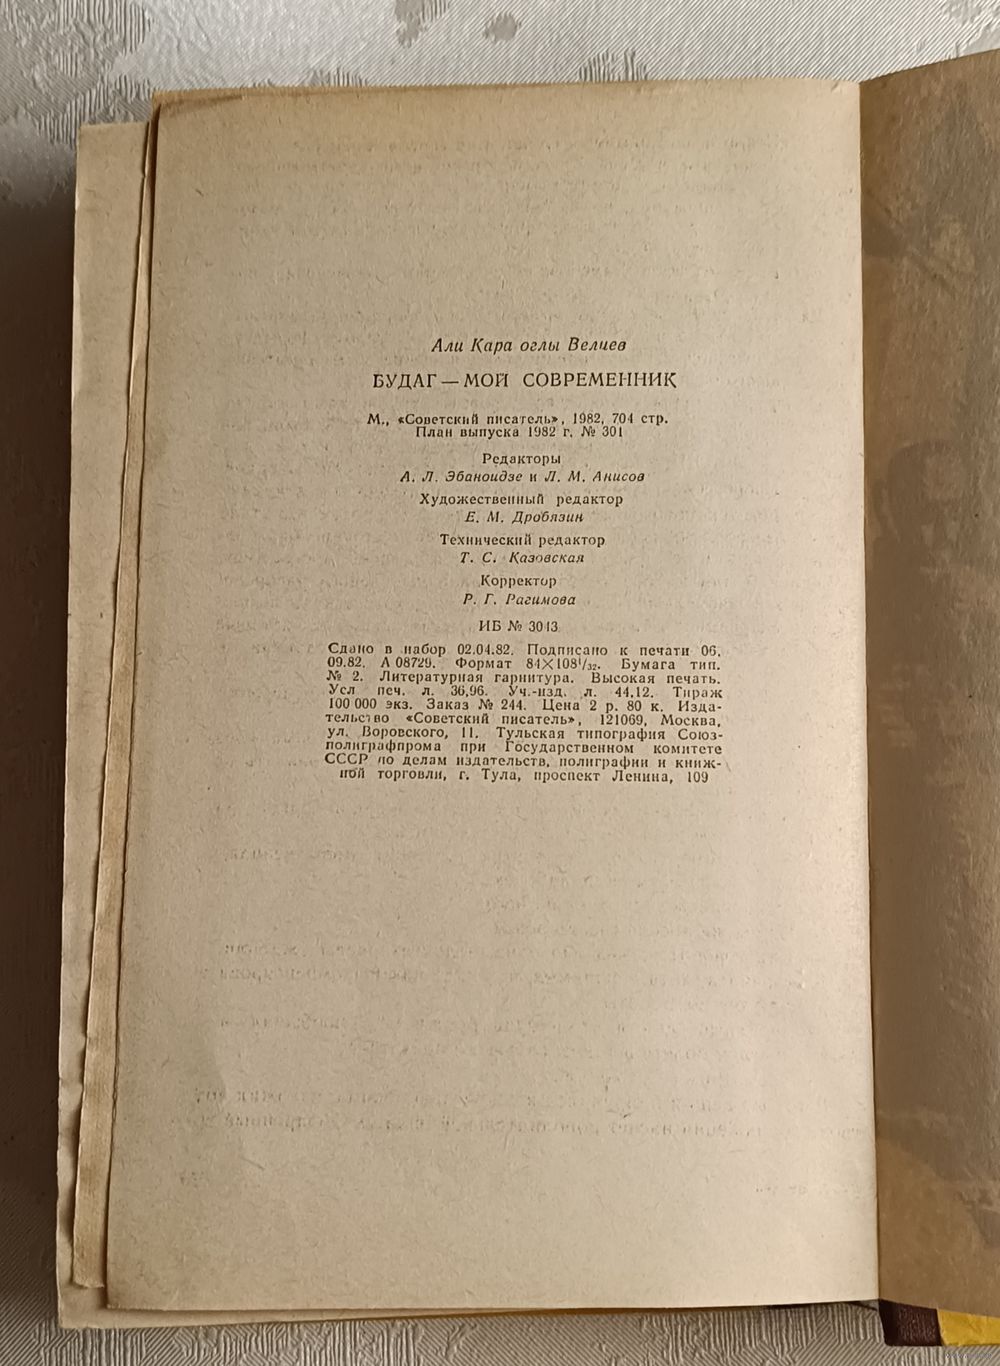 Али Кара оглы Велиев
БУДАГ — МОЙ СОВРЕМЕННИК
М., «Советский писатель», 1982, 704 стр.
План выпуска 1982 г. № 301
Редакторы
А. Л. Эбаноидзе и Л. М. Анисов
Художественный редактор
Е. М. Дробязин
Технический редактор
Т. С. Казовская
Корректор
Р. Г. Рагимова
ИБ № 3013
Сдано в набор 02.04.82. Подписано к печати 06.
09.82. А 08729. Формат 84×108¹/₃₂. Бумага тип.
№ 2. Литературная гарнитура. Высокая печать.
Усл печ. л. 36,96. Уч.-изд. л. 44,12. Тираж
100 000 экз. Заказ № 244. Цена 2 р. 80 к. Изда-
тельство «Советский писатель», 121069, Москва,
ул. Воровского, 11. Тульская типография Союз-
полиграфпрома при Государственном комитете
СССР по делам издательств, полиграфии и книж-
ной торговли, г. Тула, проспект Ленина, 109